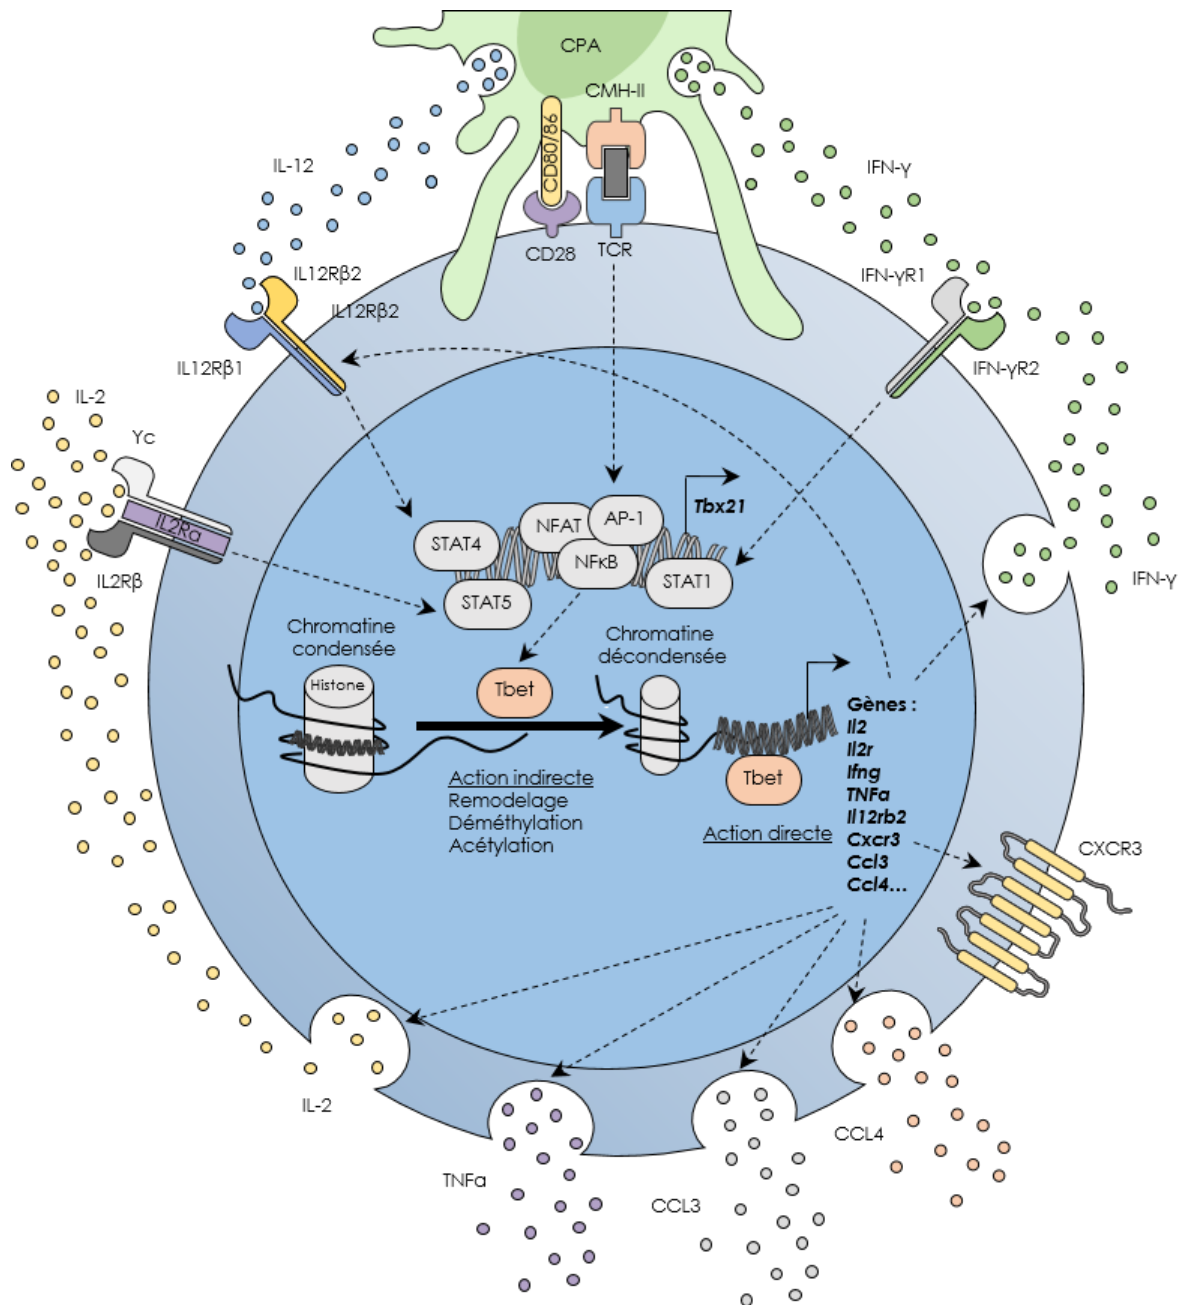 CPA
CMH-II
CD80/86
IL-12
IFN-γ
CD28
TCR
IL12Rβ2
IL12Rβ2
IFN-γR1
IL12Rβ1
IFN-γR2
IL-2
Yc
IL2Rα
IL2Rβ
Tbx21
AP-1
NFAT
STAT4
NFκB
STAT1
STAT5
IFN-γ
Chromatine
condensée
Histone
Tbet
Chromatine
décondensée
Gènes :
Il2
Il2r
Ifng
TNFa
Il12rb2
Cxcr3
Ccl3
Ccl4...
Tbet
Action indirecte
Remodelage
Déméthylation
Acétylation
Action directe
CXCR3
IL-2
TNFα
CCL3
CCL4